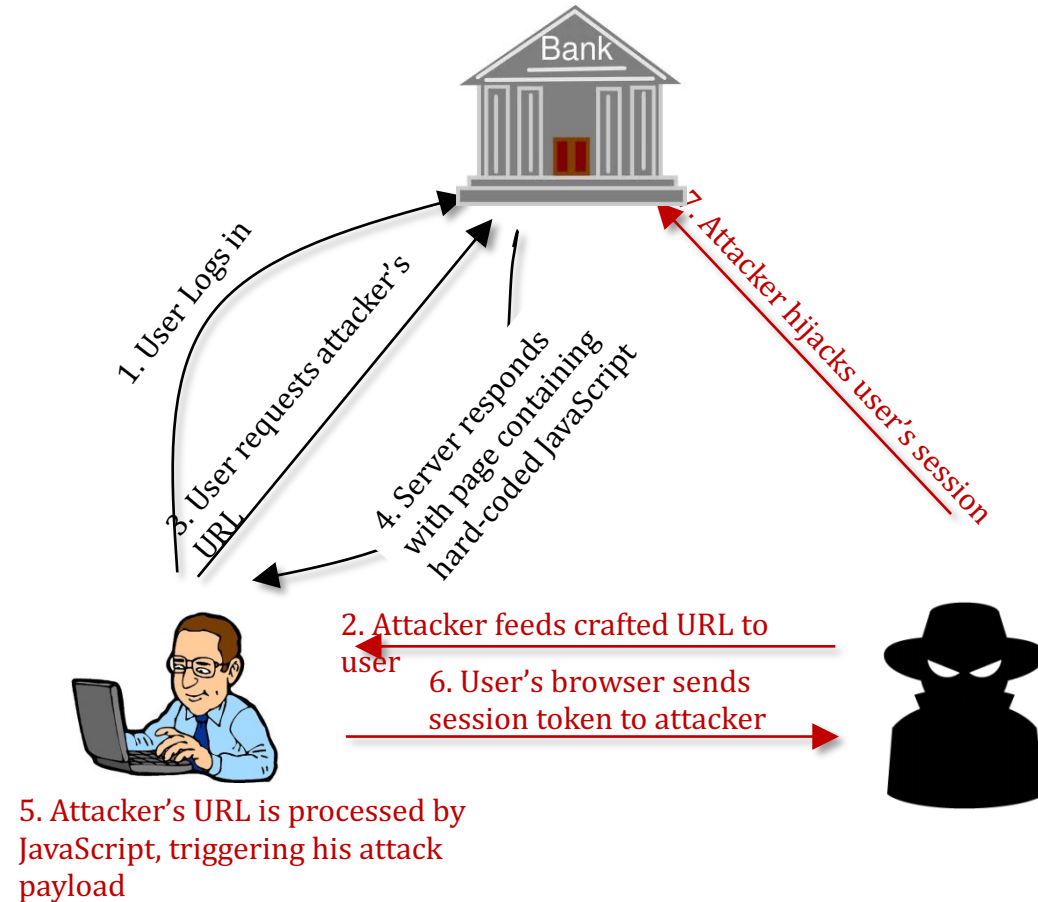 Bank
1. User Logs in
3. User requests attacker's
URL
4. Server responds
with page containing
hard-coded JavaScript
7. Attacker hijacks user's session
2. Attacker feeds crafted URL to
user
6. User's browser sends
session token to attacker
5. Attacker's URL is processed by
JavaScript, triggering his attack
payload